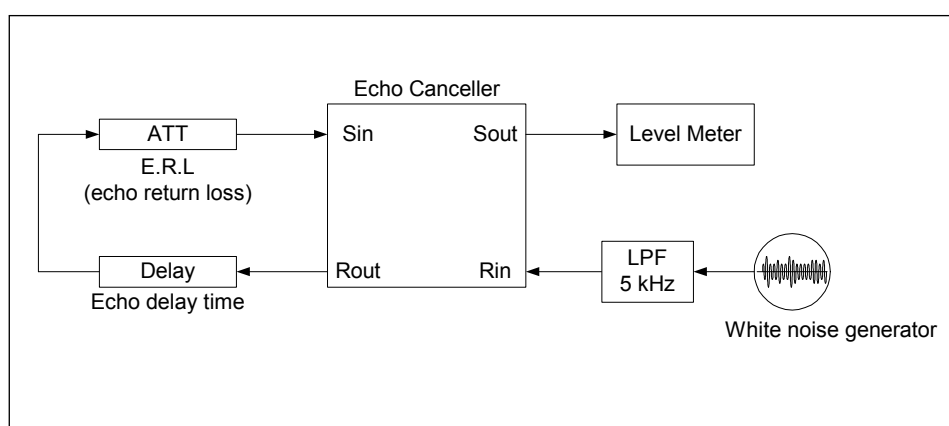 Echo Canceller
ATT
Sin
Sout
Level Meter
E.R.L
(echo return loss)
Delay
Rout
Rin
LPF
5 kHz
Echo delay time
White noise generator